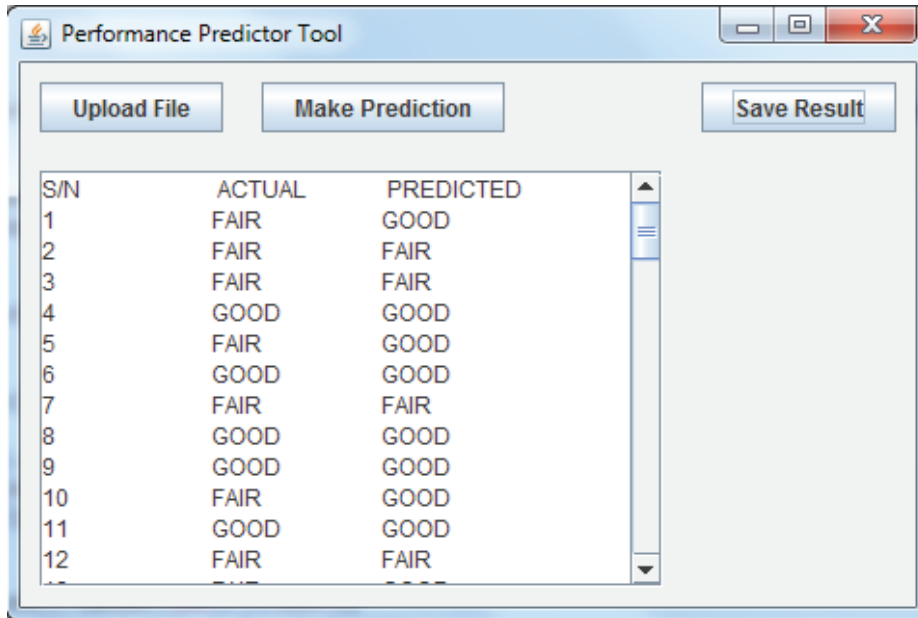 Performance Predictor Tool
Upload File Make Prediction Save Result
S/N ACTUAL PREDICTED
1 FAIR GOOD
2 FAIR FAIR
3 FAIR FAIR
4 GOOD GOOD
5 FAIR GOOD
6 GOOD GOOD
7 FAIR FAIR
8 GOOD GOOD
9 GOOD GOOD
10 FAIR GOOD
11 GOOD GOOD
12 FAIR FAIR